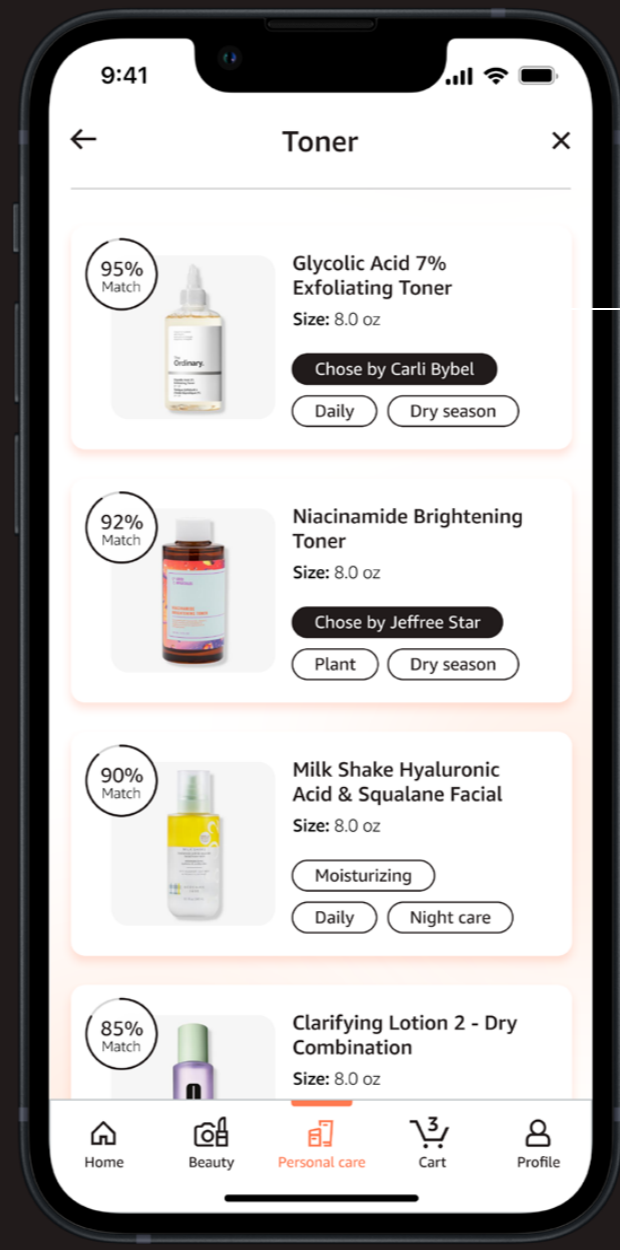 9:41
Toner
95%
Match
The
Ordinary.
Glycolic Acid 7%
Exfoliating Toner
Size: 8.0 oz
Chose by Carli Bybel
Daily
Dry season
92%
Match
Niacinamide Brightening
Toner
Size: 8.0 oz
Chose by Jeffree Star
Plant
Dry season
90%
Match
Milk Shake Hyaluronic
Acid & Squalane Facial
Size: 8.0 oz
Moisturizing
Daily
Night care
85%
Match
Clarifying Lotion 2 - Dry
Combination
Size: 8.0 oz
3
Home
Beauty
Personal care
Cart
Profile